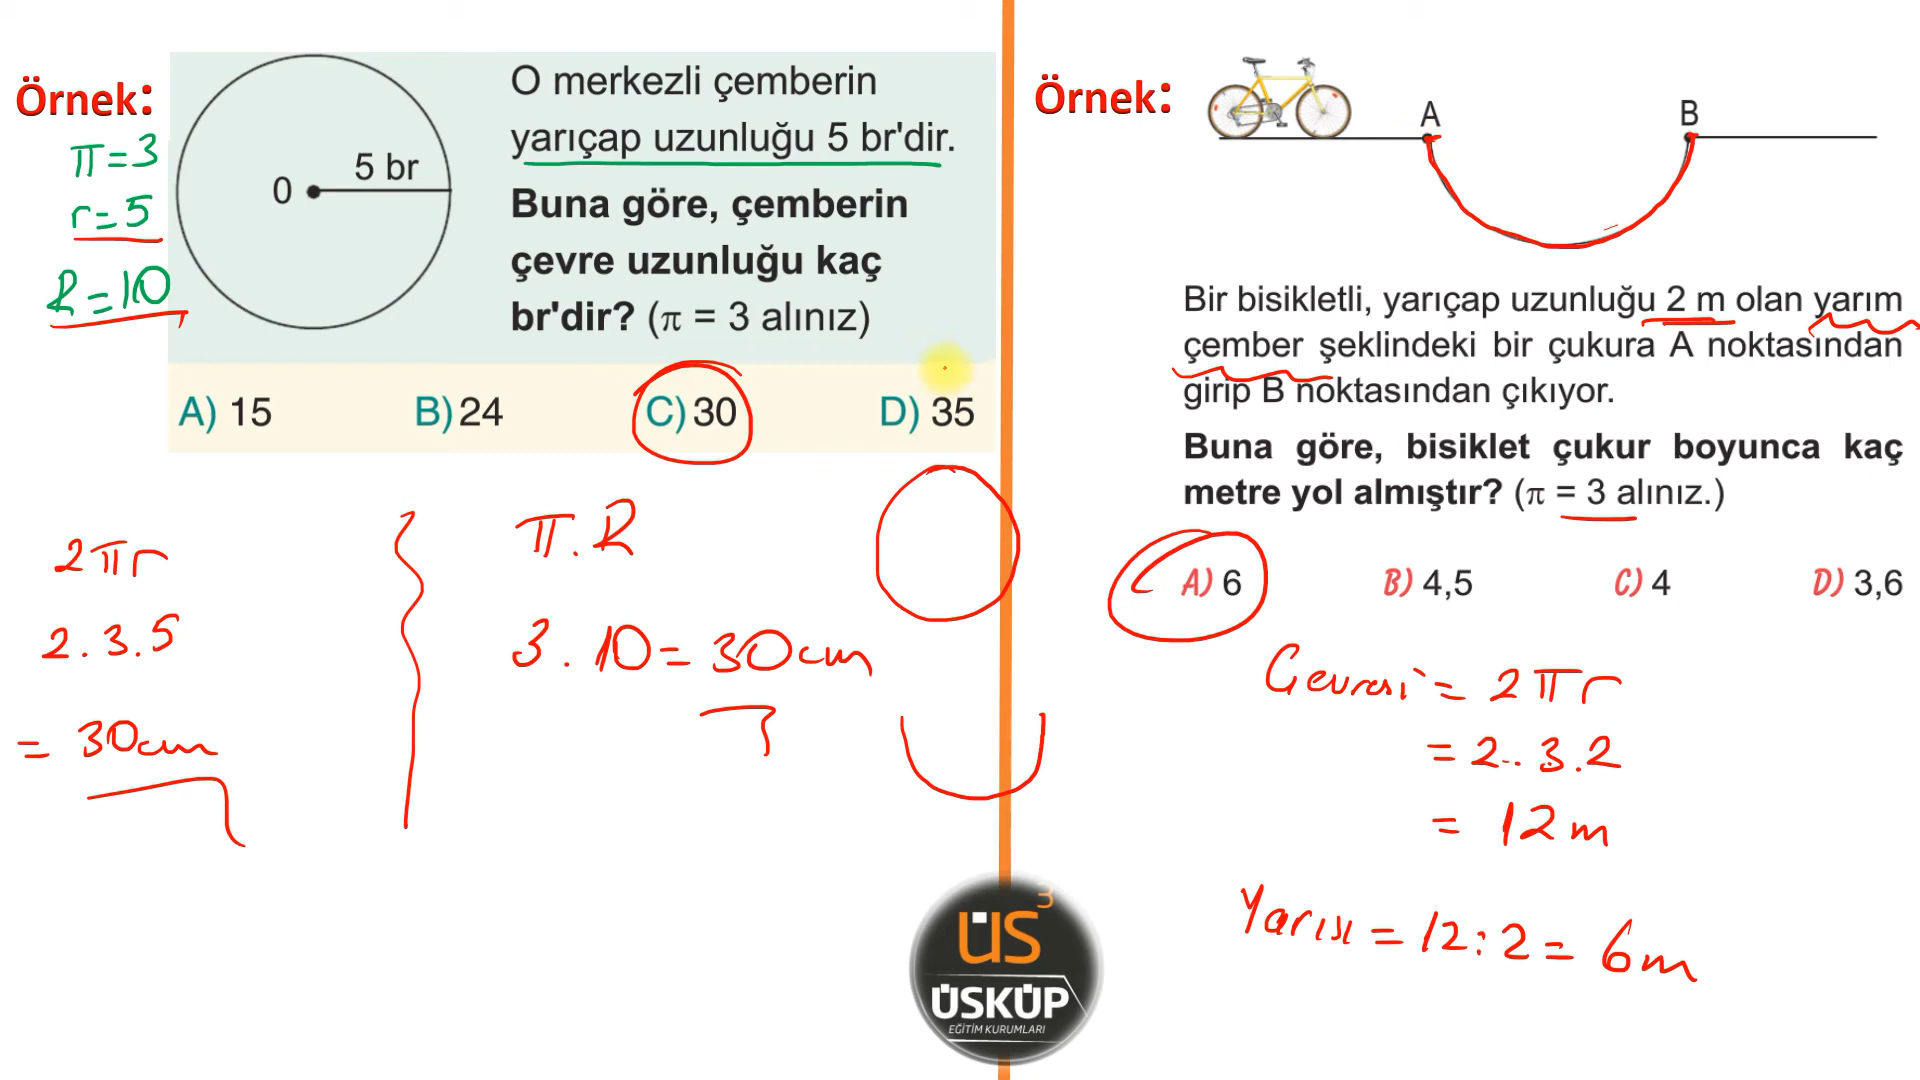 Örnek:
π=3
r=5
R=10
0
5 br
O merkezli çemberin
yarıçap uzunluğu 5 br'dir.
Buna göre, çemberin
çevre uzunluğu kaç
br'dir? (π = 3 alınız)
A) 15 B) 24 C) 30 D) 35
2πr
2.3.5
= 30cm
π.R
3.10=30cm
Örnek:
A
B
Bir bisikletli, yarıçap uzunluğu 2 m olan yarım
çember şeklindeki bir çukura A noktasından
girip B noktasından çıkıyor.
Buna göre, bisiklet çukur boyunca kaç
metre yol almıştır? (π = 3 alınız.)
A) 6 B) 4,5 C) 4 D) 3,6
Çevresi = 2πr
= 2..3.2
= 12m
Yarısı = 12:2= 6m
üs3
ÜSKÜP
EĞİTİM KURUMLARI